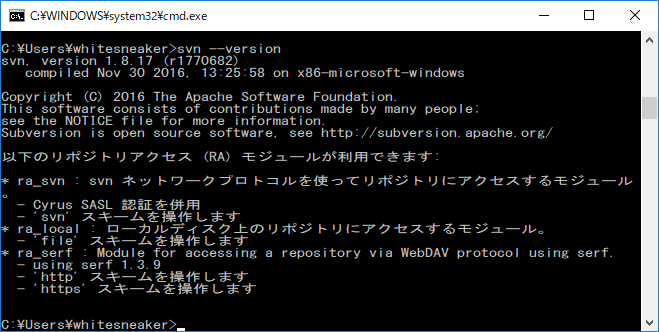 C:¥WINDOWS¥system32¥cmd.exe
C:¥Users¥whitesneaker>svn --version
svn, version 1.8.17 (r1770682)
   compiled Nov 30 2016, 13:25:58 on x86-microsoft-windows
Copyright (C) 2016 The Apache Software Foundation.
This software consists of contributions made by many people;
see the NOTICE file for more information.
Subversion is open source software, see http://subversion.apache.org/
以下のリポジトリアクセス (RA) モジュールが利用できます:
* ra_svn : svn ネットワークプロトコルを使ってリポジトリにアクセスするモジュール
。
  - Cyrus SASL 認証を併用
  - 'svn' スキームを操作します
* ra_local : ローカルディスク上のリポジトリにアクセスするモジュール。
  - 'file' スキームを操作します
* ra_serf : Module for accessing a repository via WebDAV protocol using serf.
  - using serf 1.3.9
  - 'http' スキームを操作します
  - 'https' スキームを操作します
C:¥Users¥whitesneaker>